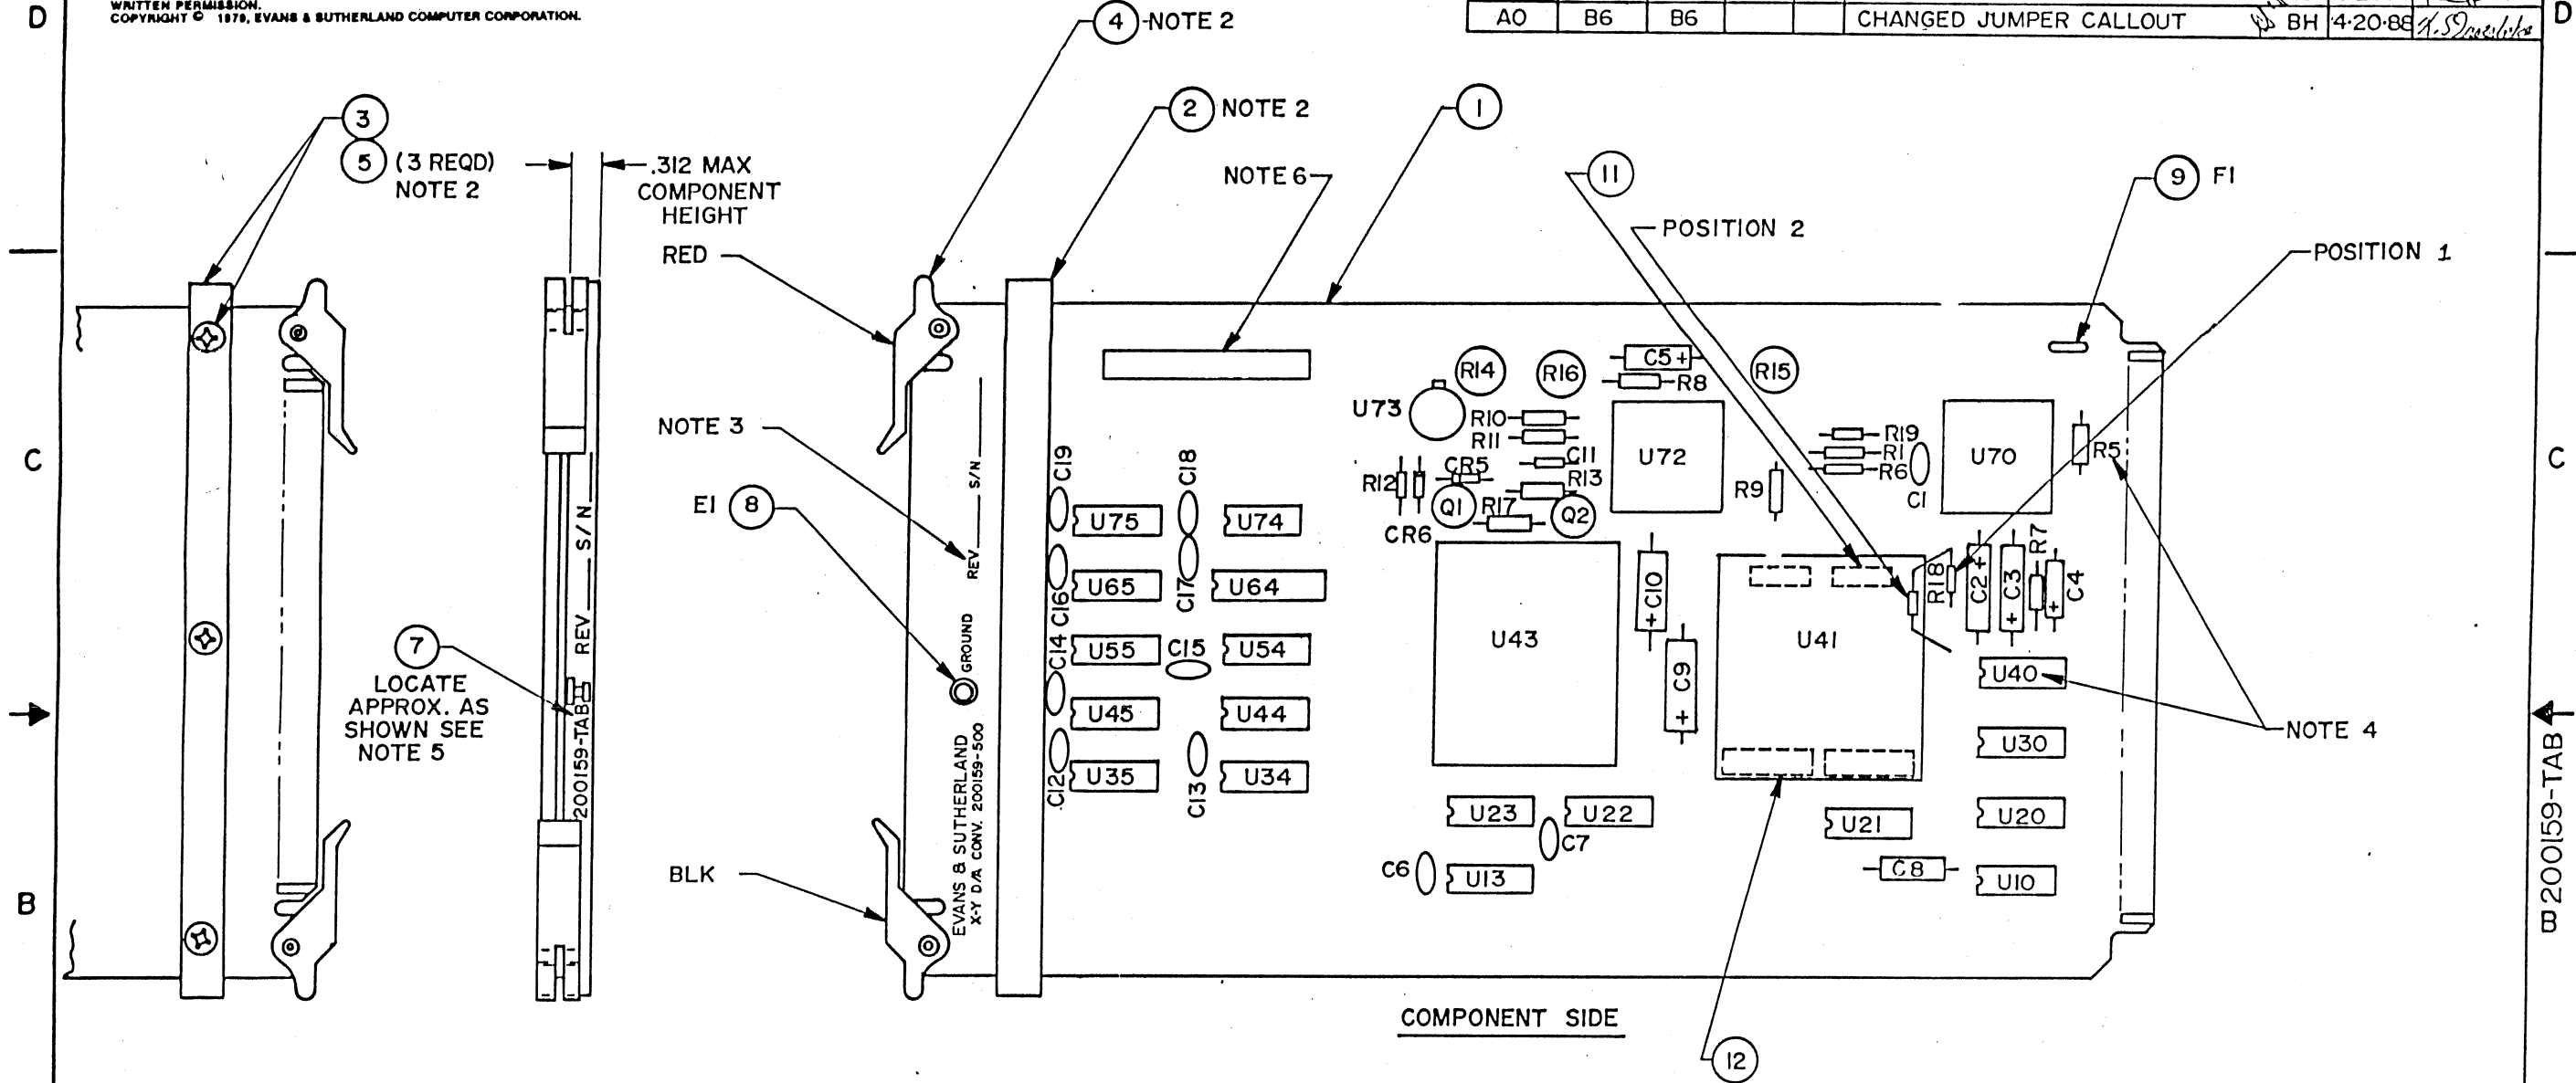 D
WRITTEN PERMISSION.
COPYRIGHT © 1979, EVANS & SUTHERLAND COMPUTER CORPORATION.
A0 B6 B6 CHANGED JUMPER CALLOUT BH 4-20-88
D
4 -NOTE 2
3
5 (3 REQD)
NOTE 2
.312 MAX
COMPONENT
HEIGHT
2 NOTE 2
1
NOTE 6
11
POSITION 2
9 F1
POSITION 1
RED
NOTE 3
E1 8
BLK
7
LOCATE
APPROX. AS
SHOWN SEE
NOTE 5
200159-TAB REV S/N
REV S/N
GROUND
EVANS & SUTHERLAND
X-Y D/A CONV. 200159-500
C
C
B
R14
R16
C5+
R8
R15
U73
R10
R11
C11
CR5
R12
R13
Q1
R17
Q2
CR6
U72
R9
R19
R1
R6
C1
U70
R5
C19
C18
U75
U74
C16
C17
U65
U64
C14
U55
C15
U54
U45
U44
C12
U35
C13
U34
U43
+C10
C9
+
U41
R18
C2+
+C3
R7
+
C4
U40
NOTE 4
U30
U23
U22
U21
U20
C7
C6
U13
C8
U10
COMPONENT SIDE
12
B 200159-TAB